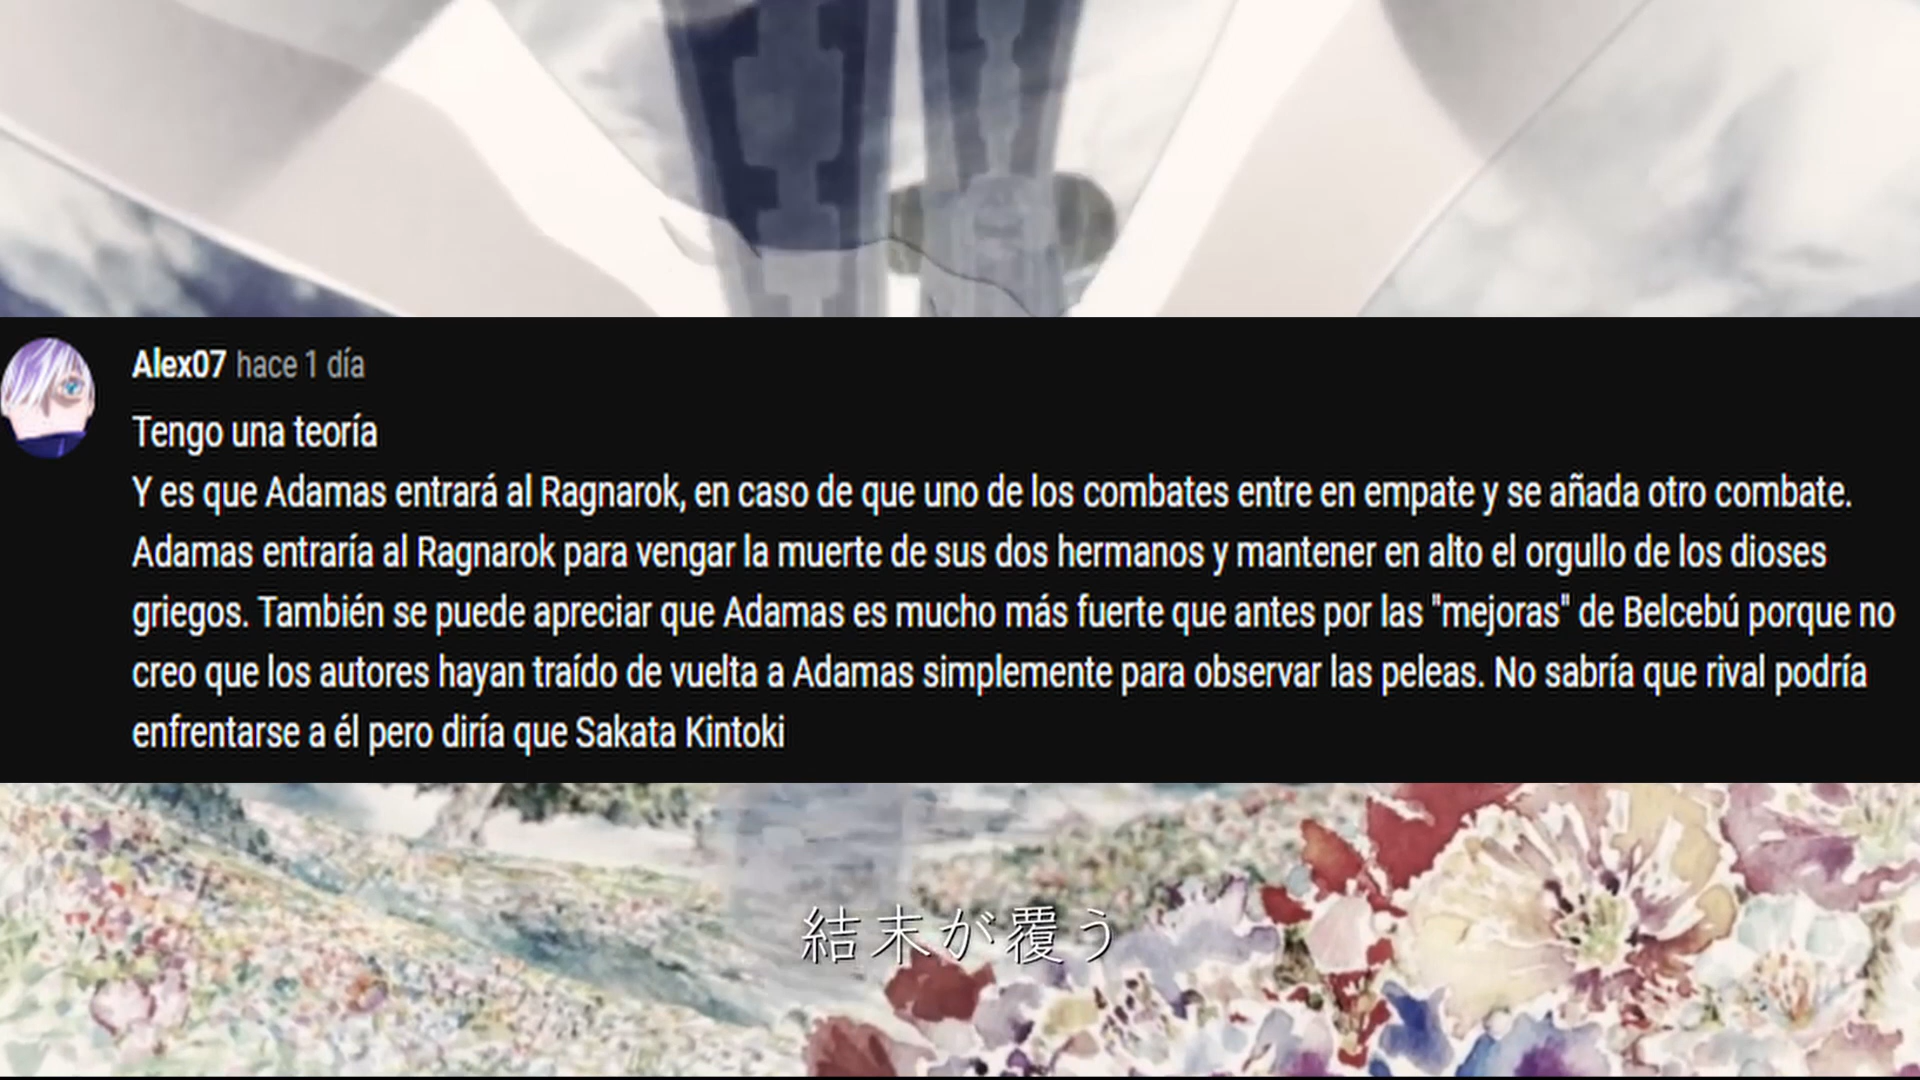 Alex07 hace 1 día
Tengo una teoría
Y es que Adamas entrará al Ragnarok, en caso de que uno de los combates entre en empate y se añada otro combate.
Adamas entraría al Ragnarok para vengar la muerte de sus dos hermanos y mantener en alto el orgullo de los dioses
griegos. También se puede apreciar que Adamas es mucho más fuerte que antes por las "mejoras" de Belcebú porque no
creo que los autores hayan traído de vuelta a Adamas simplemente para observar las peleas. No sabría que rival podría
enfrentarse a él pero diría que Sakata Kintoki
結末が覆う